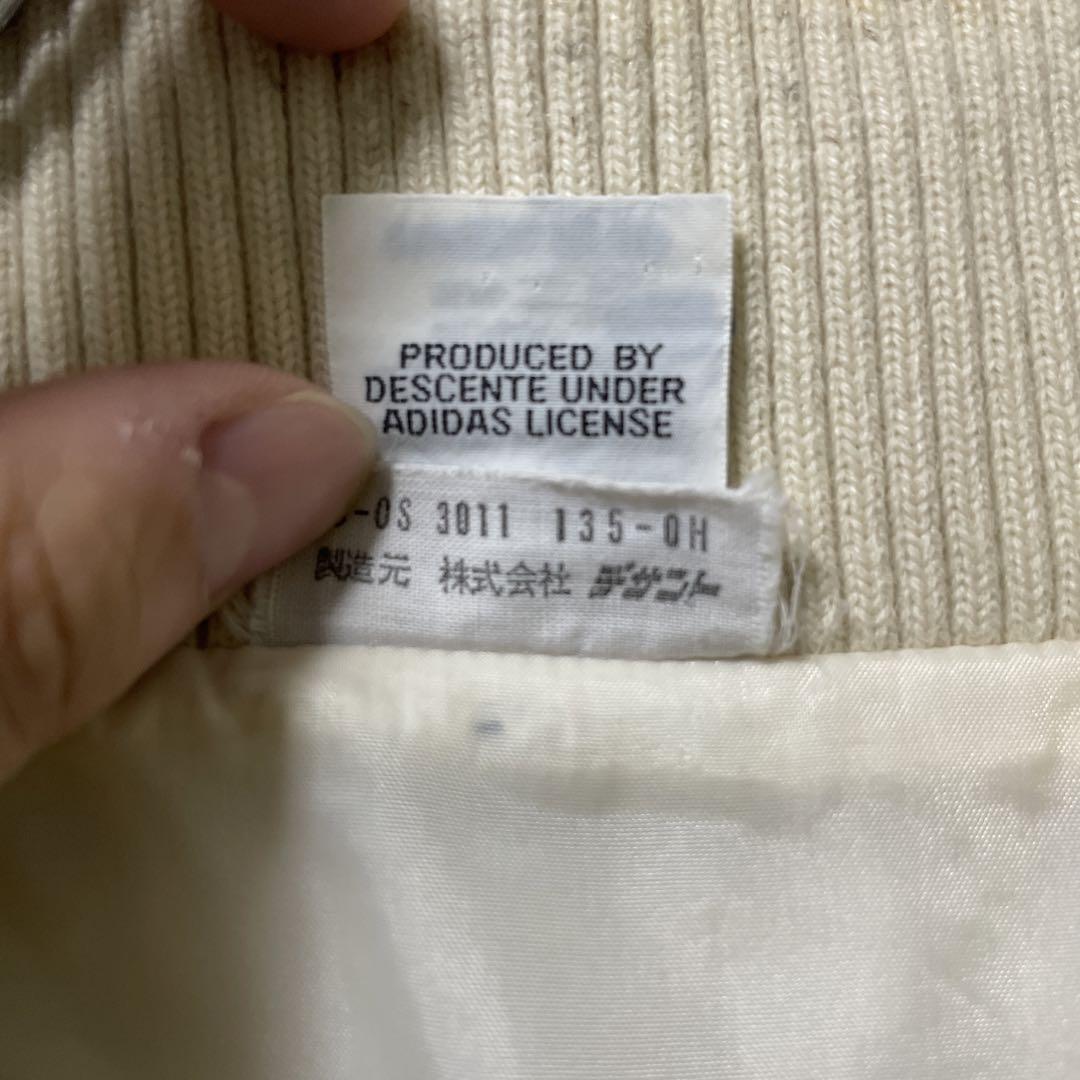 PRODUCED BY
DESCENTE UNDER
ADIDAS LICENSE
-OS 3011 135-0H
製造元 株式会社 デサント